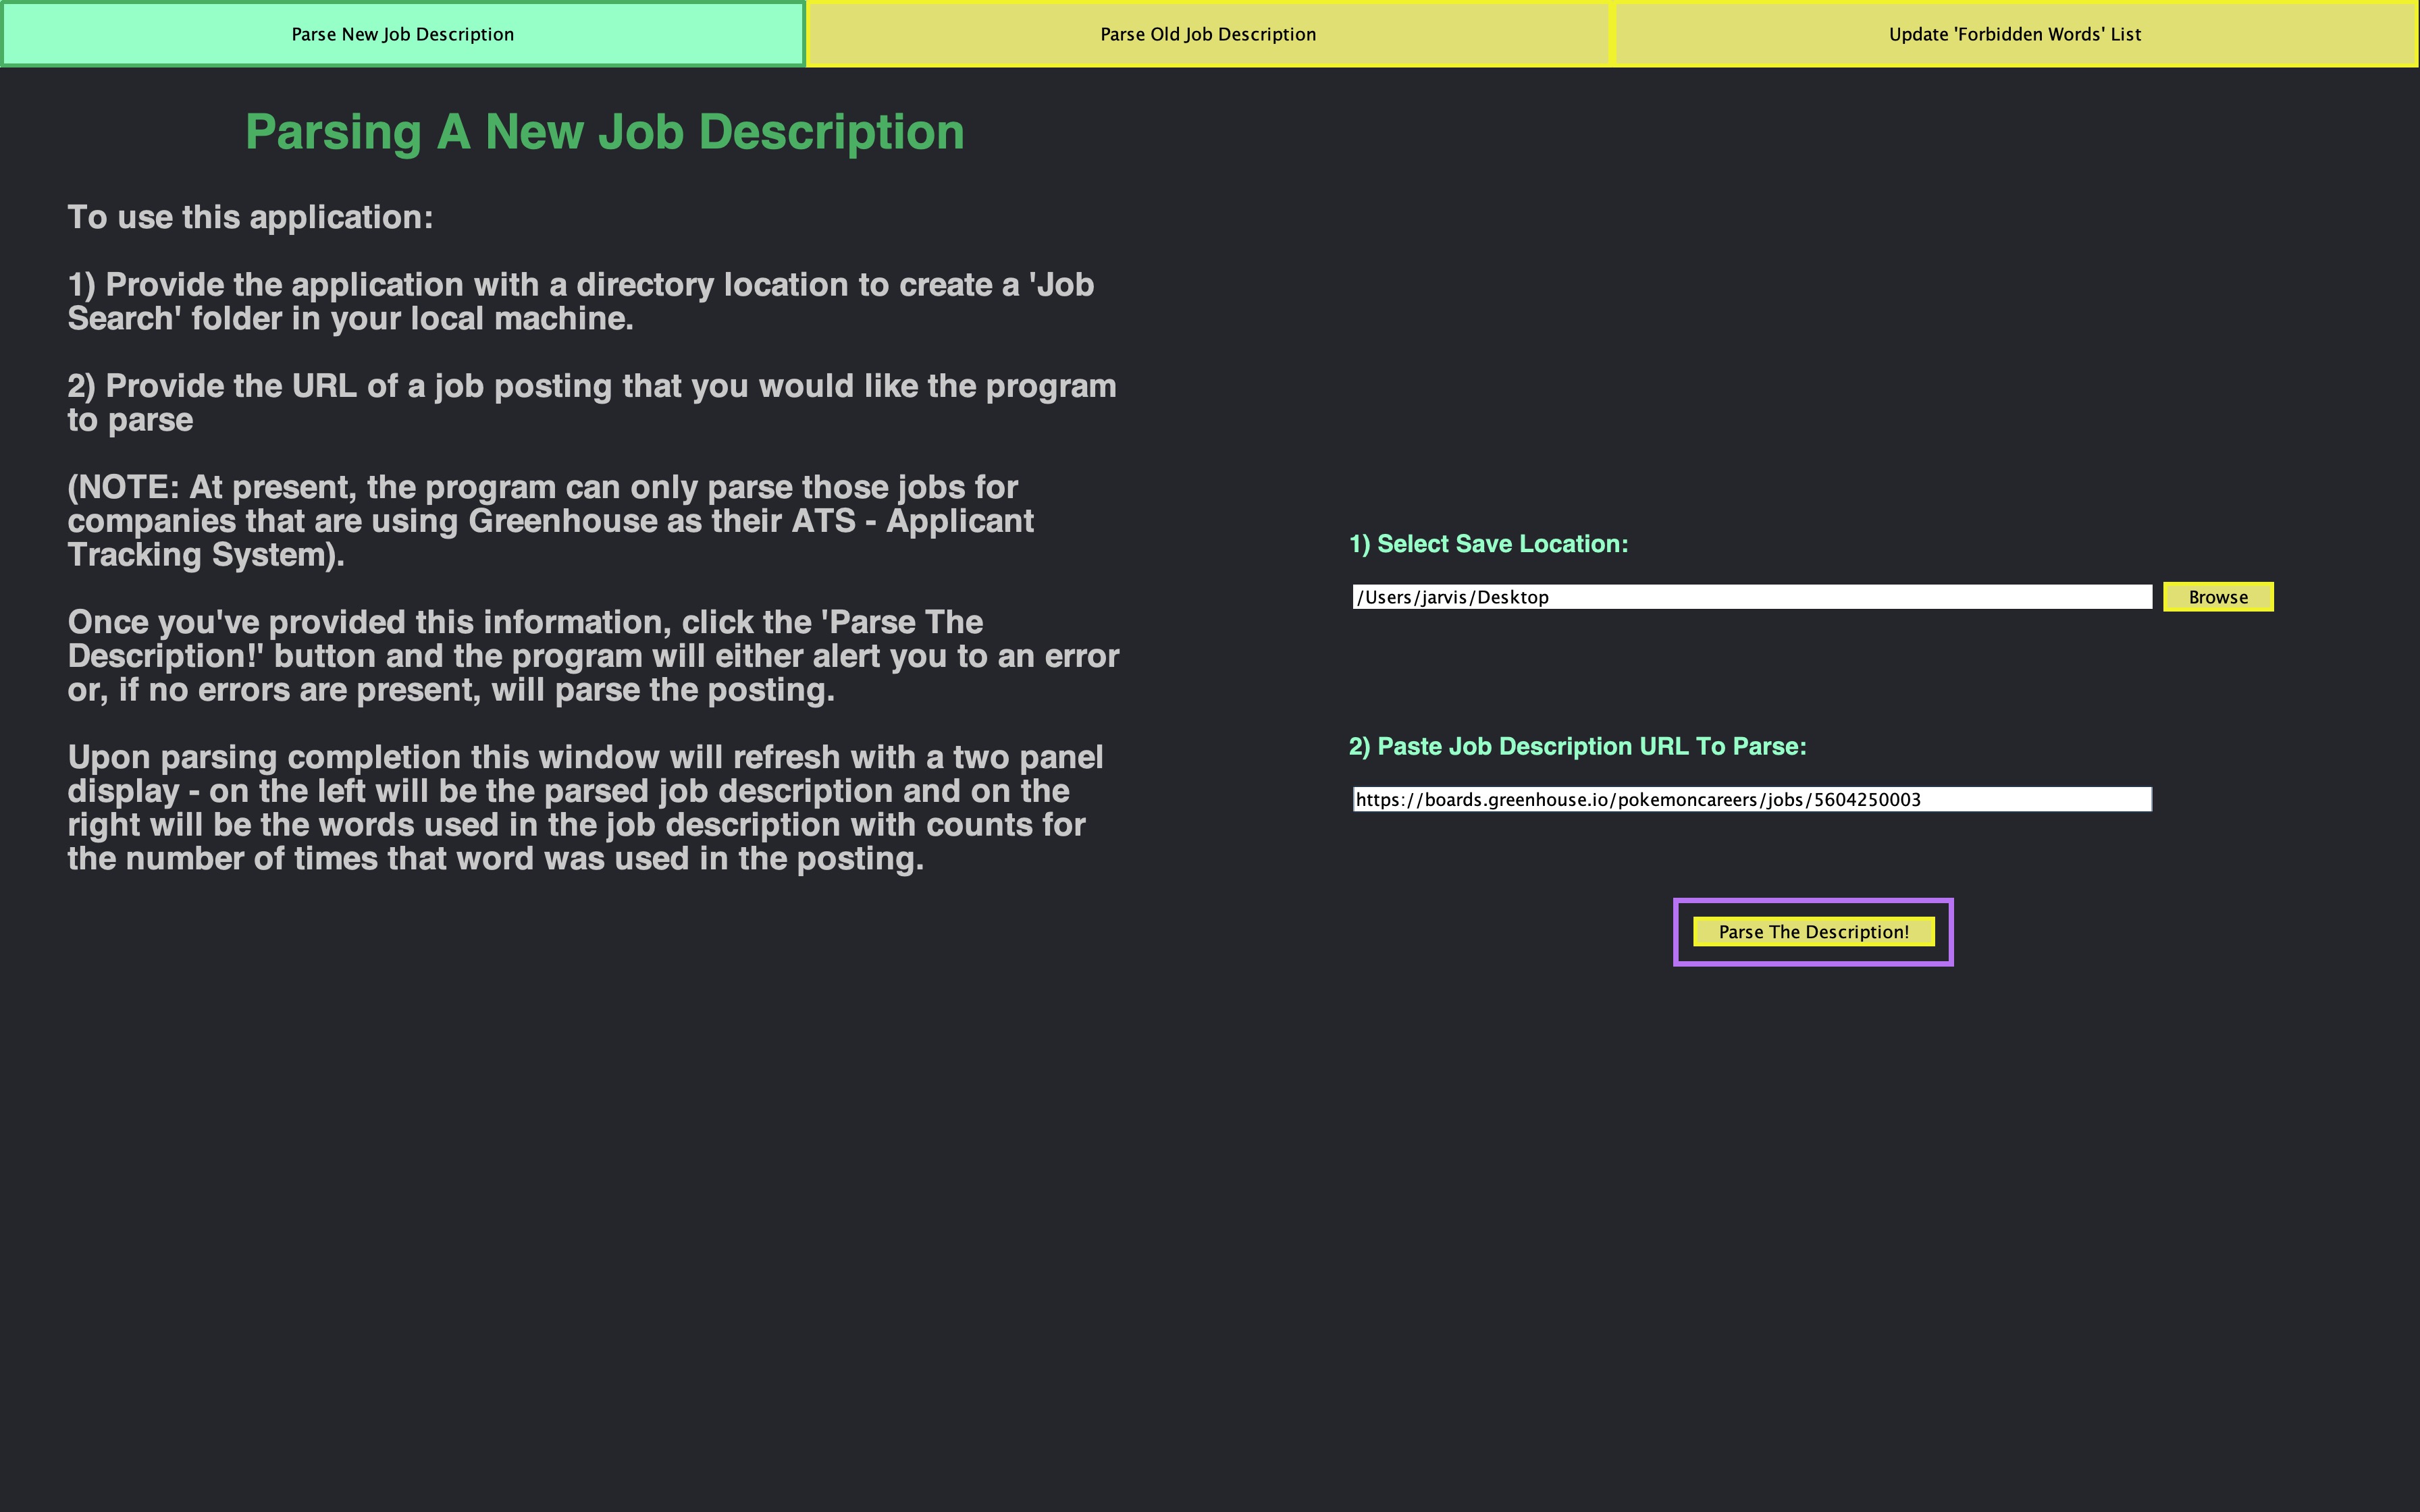 Parse New Job Description
Parse Old Job Description
Update 'Forbidden Words' List
Parsing A New Job Description
To use this application:
1) Provide the application with a directory location to create a 'Job
Search' folder in your local machine.
2) Provide the URL of a job posting that you would like the program
to parse
(NOTE: At present, the program can only parse those jobs for
companies that are using Greenhouse as their ATS - Applicant
Tracking System).
Once you've provided this information, click the 'Parse The
Description!' button and the program will either alert you to an error
or, if no errors are present, will parse the posting.
Upon parsing completion this window will refresh with a two panel
display - on the left will be the parsed job description and on the
right will be the words used in the job description with counts for
the number of times that word was used in the posting.
1) Select Save Location:
/Users/jarvis/Desktop
Browse
2) Paste Job Description URL To Parse:
https://boards.greenhouse.io/pokemoncareers/jobs/5604250003
Parse The Description!